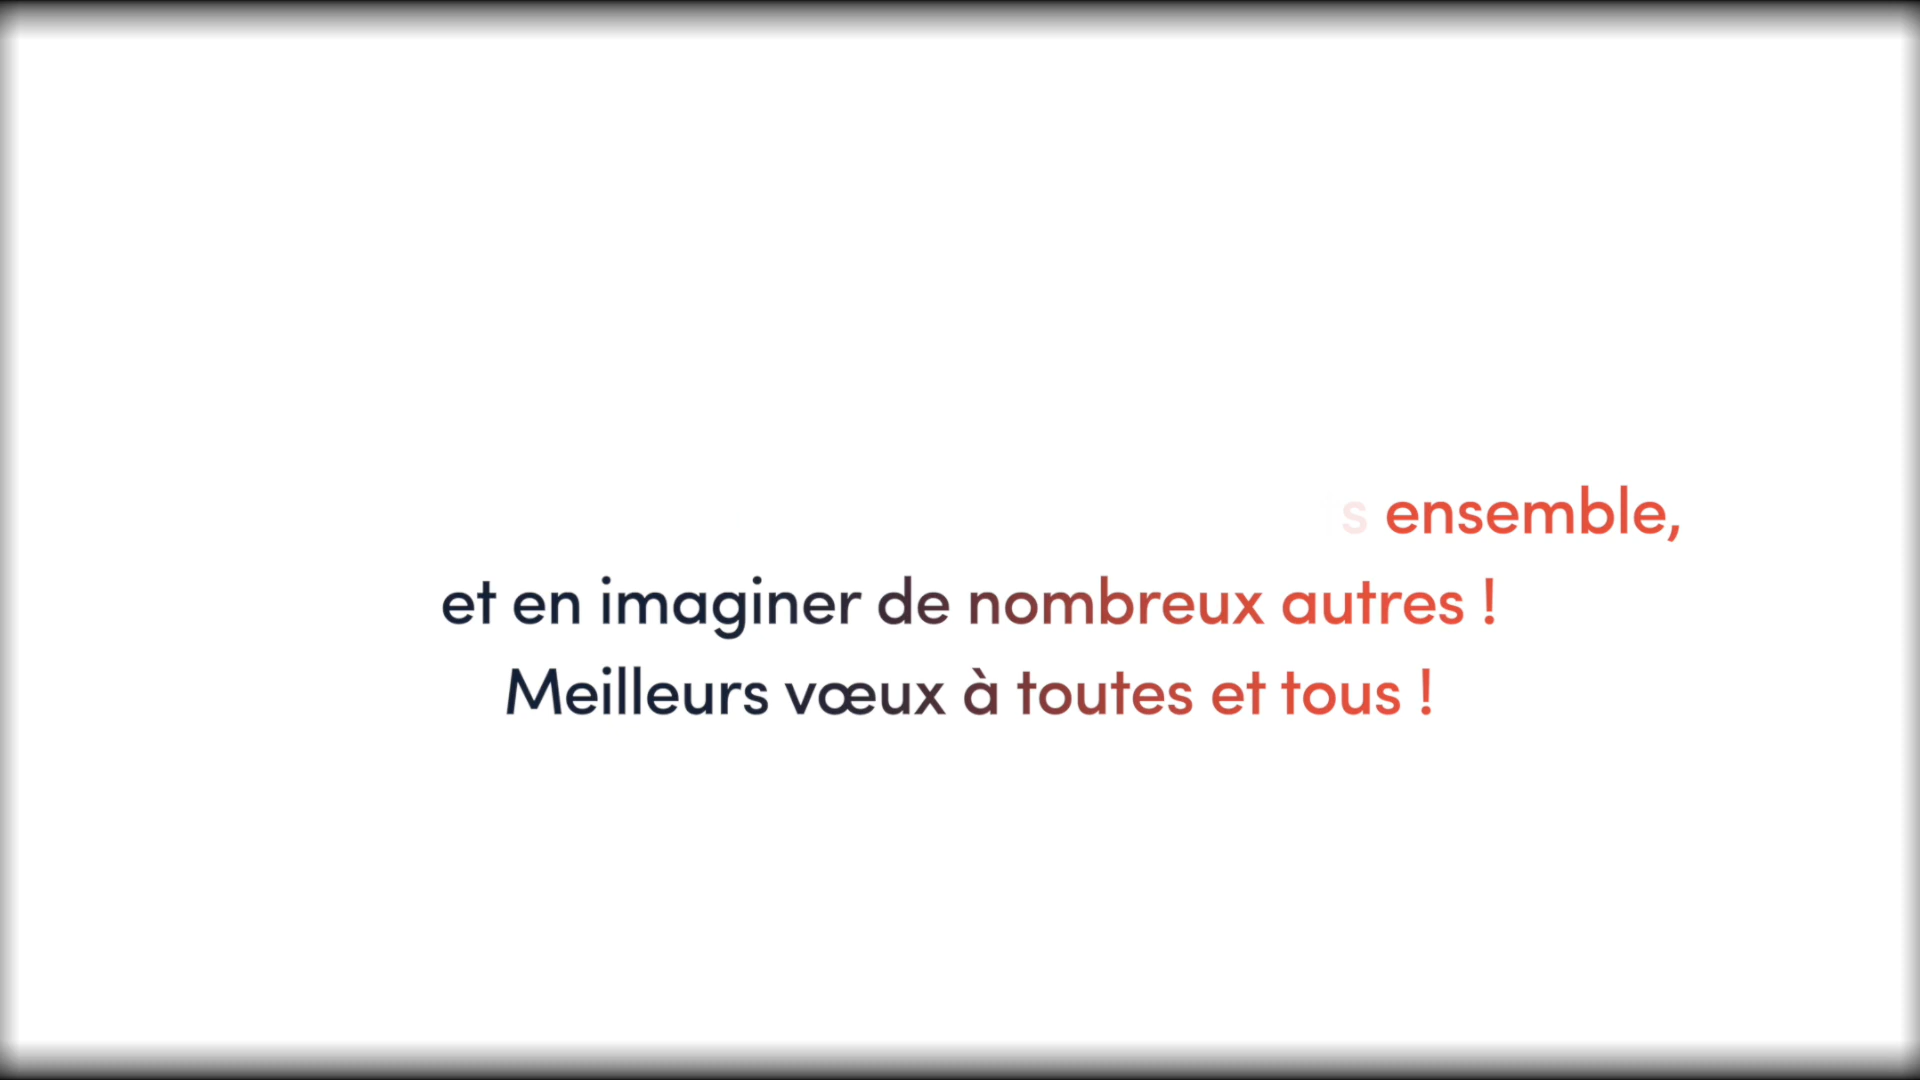 ensemble,
et en imaginer de nombreux autres !
Meilleurs vœux à toutes et tous !